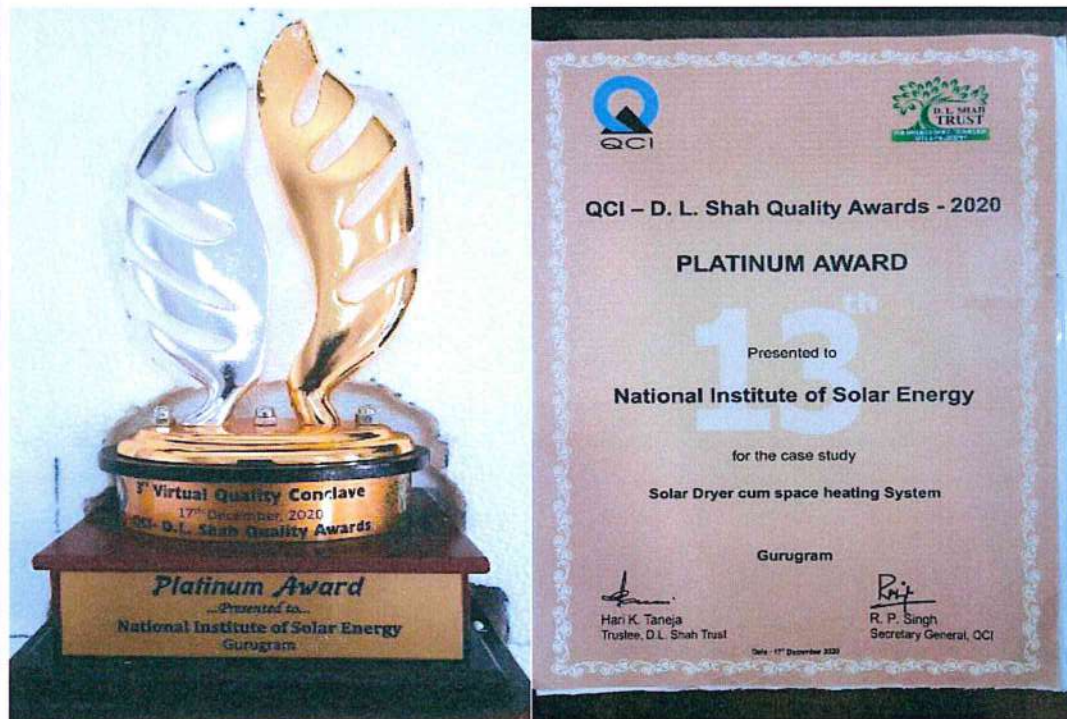 Virtual Quality Conclave
17th December, 2020
QCI- D.L. Shah Quality Awards
Platinum Award
...Presented to...
National Institute of Solar Energy
Gurugram
QCI
D. L. SHAH
TRUST
QCI – D. L. Shah Quality Awards - 2020
PLATINUM AWARD
13th
Presented to
National Institute of Solar Energy
for the case study
Solar Dryer cum space heating System
Gurugram
Hari K. Taneja
Trustee, D.L. Shah Trust
R. P. Singh
Secretary General, QCI
Date : 17th December 2020